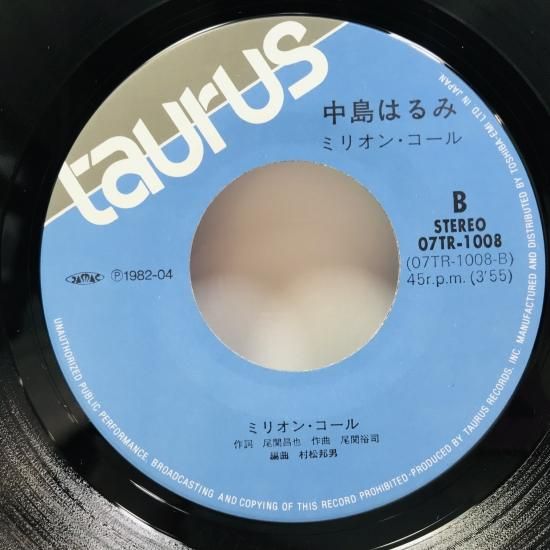 taurus
中島はるみ
ミリオン・コール
B
STEREO
07TR-1008
(07TR-1008-B)
45r.p.m. (3'55)
JASRAC
Ⓟ1982-04
ミリオン・コール
作詞 尾関昌也 作曲 尾関裕司
編曲 村松邦男
UNAUTHORIZED PUBLIC PERFORMANCE, BROADCASTING AND COPYING OF THIS RECORD PROHIBITED·PRODUCED BY TAURUS RECORDS, INC. MANUFACTURED AND DISTRIBUTED BY TOSHIBA-EMI LTD IN JAPAN